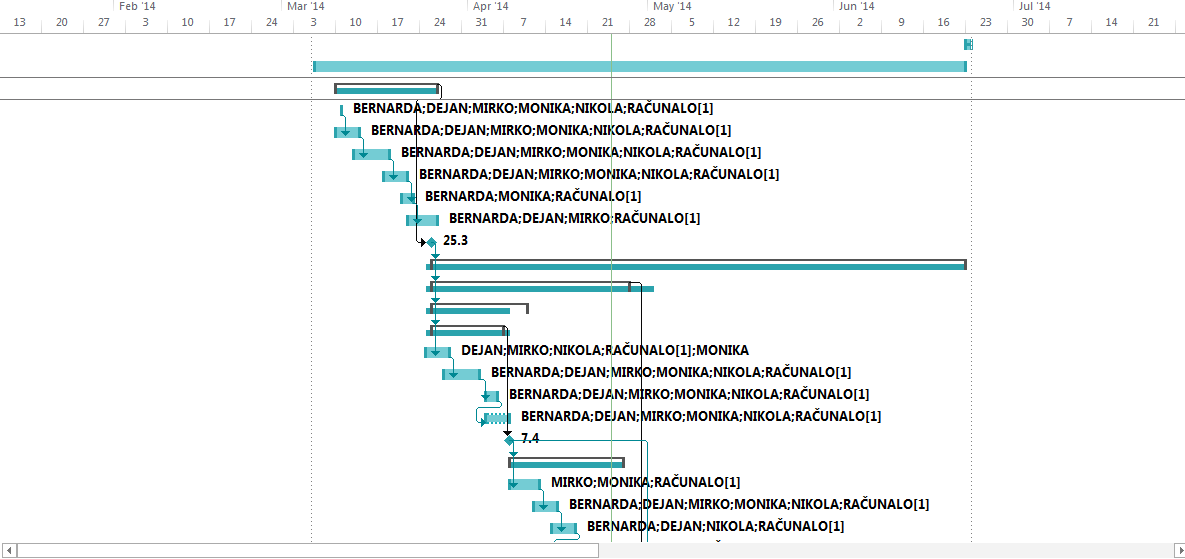 Feb '14 Mar '14 Apr '14 May '14 Jun '14 Jul '14
13 20 27 3 10 17 24 3 10 17 24 31 7 14 21 28 5 12 19 26 2 9 16 23 30 7 14 21
BERNARDA;DEJAN;MIRKO;MONIKA;NIKOLA;RAČUNALO[1]
BERNARDA;DEJAN;MIRKO;MONIKA;NIKOLA;RAČUNALO[1]
BERNARDA;DEJAN;MIRKO;MONIKA;NIKOLA;RAČUNALO[1]
BERNARDA;DEJAN;MIRKO;MONIKA;NIKOLA;RAČUNALO[1]
BERNARDA;MONIKA;RAČUNALO[1]
BERNARDA;DEJAN;MIRKO;RAČUNALO[1]
25.3
DEJAN;MIRKO;NIKOLA;RAČUNALO[1];MONIKA
BERNARDA;DEJAN;MIRKO;MONIKA;NIKOLA;RAČUNALO[1]
BERNARDA;DEJAN;MIRKO;MONIKA;NIKOLA;RAČUNALO[1]
BERNARDA;DEJAN;MIRKO;MONIKA;NIKOLA;RAČUNALO[1]
7.4
MIRKO;MONIKA;RAČUNALO[1]
BERNARDA;DEJAN;MIRKO;MONIKA;NIKOLA;RAČUNALO[1]
BERNARDA;DEJAN;NIKOLA;RAČUNALO[1]